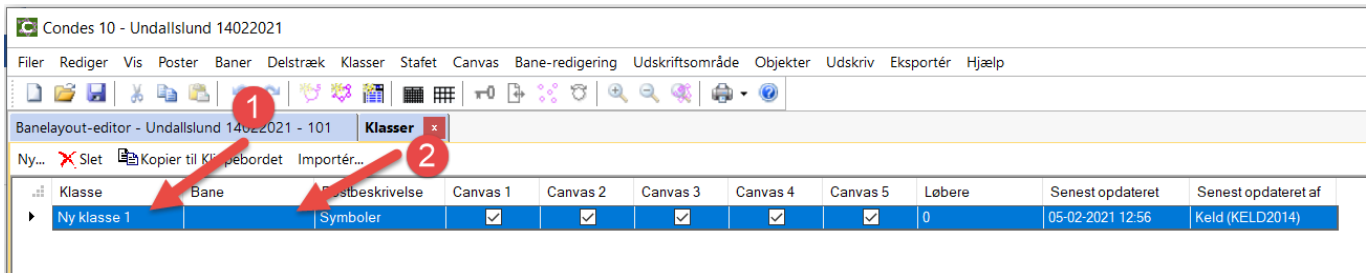 Condes 10 - Undallslund 14022021
Filer Rediger Vis Poster Baner Delstræk Klasser Stafet Canvas Bane-redigering Udskriftsområde Objekter Udskriv Eksportér Hjælp
1
Banelayout-editor - Undallslund 14022021 - 101 Klasser x
2
Ny... Slet Kopier til Klippebordet Importér...
Klasse Bane Postbeskrivelse Canvas 1 Canvas 2 Canvas 3 Canvas 4 Canvas 5 Løbere Senest opdateret Senest opdateret af
Ny klasse 1 Symboler 0 05-02-2021 12:56 Keld (KELD2014)